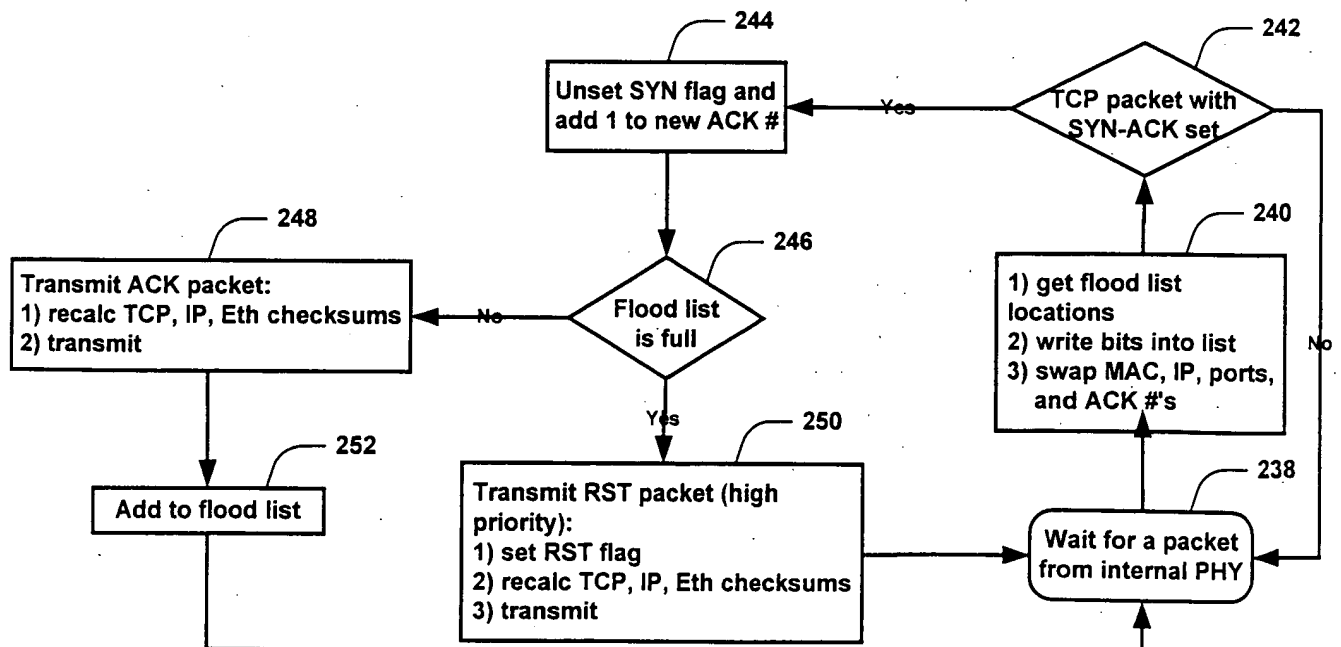 244
242
Unset SYN flag and
add 1 to new ACK #
Yes
TCP packet with
SYN-ACK set
248
246
240
Transmit ACK packet:
1) recalc TCP, IP, Eth checksums
2) transmit
No
Flood list
is full
1) get flood list
locations
2) write bits into list
3) swap MAC, IP, ports,
and ACK #'s
No
Yes
250
252
238
Add to flood list
Transmit RST packet (high
priority):
1) set RST flag
2) recalc TCP, IP, Eth checksums
3) transmit
Wait for a packet
from internal PHY